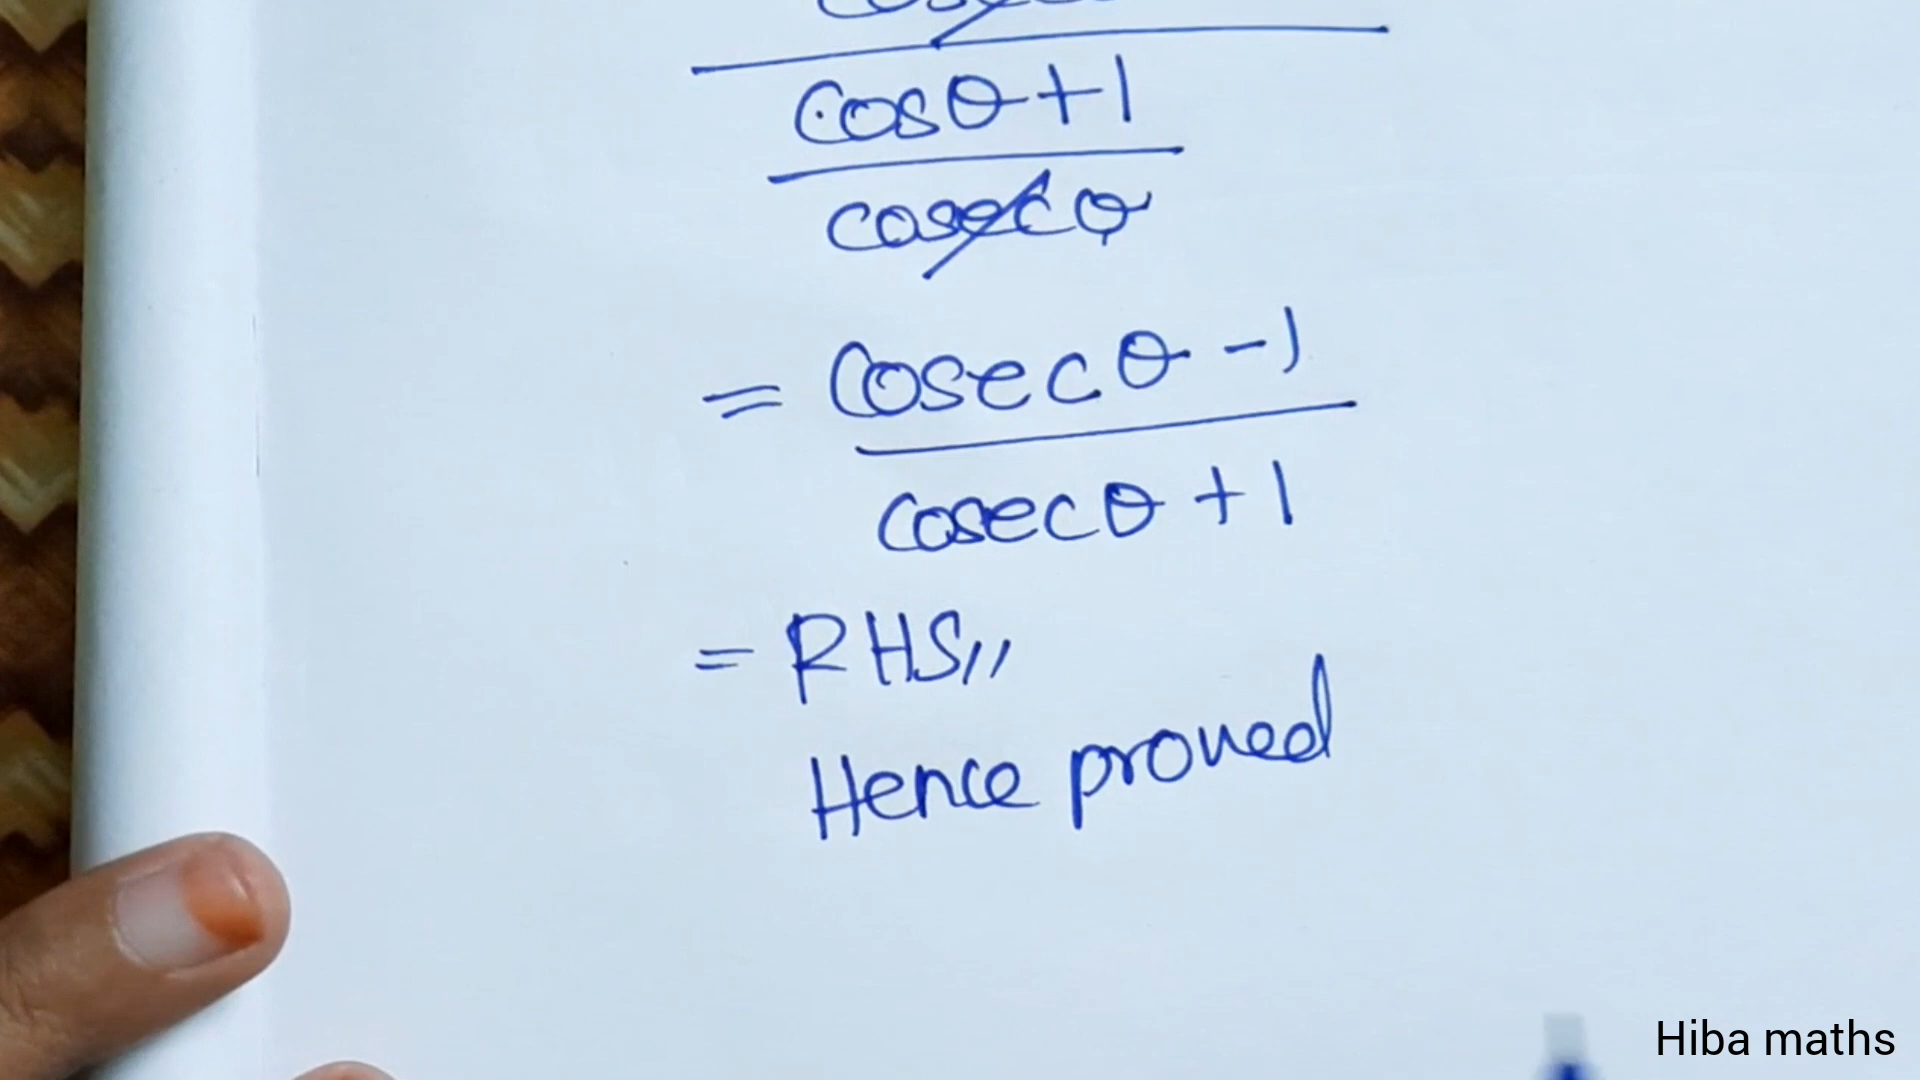 cosθ+1
cosecθ
= cosecθ -1
cosecθ +1
= RHS//
Hence proved
Hiba maths